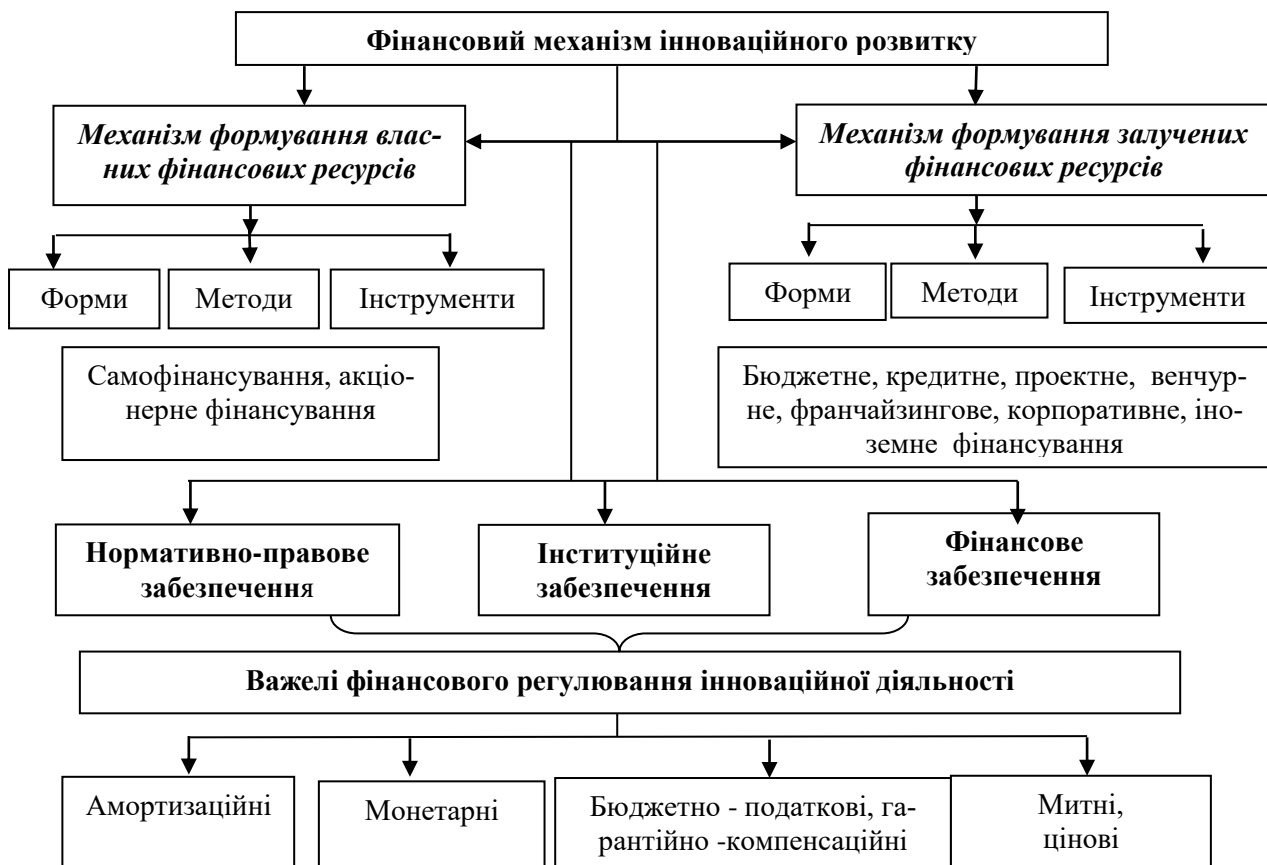 Фінансовий механізм інноваційного розвитку
Механізм формування влас-
них фінансових ресурсів
Механізм формування залучених
фінансових ресурсів
Форми
Методи
Інструменти
Форми
Методи
Інструменти
Самофінансування, акціо-
нерне фінансування
Бюджетне, кредитне, проектне, венчур-
не, франчайзингове, корпоративне, іно-
земне фінансування
Нормативно-правове
забезпечення
Інституційне
забезпечення
Фінансове
забезпечення
Важелі фінансового регулювання інноваційної діяльності
Амортизаційні
Монетарні
Бюджетно - податкові, га-
рантійно -компенсаційні
Митні,
цінові